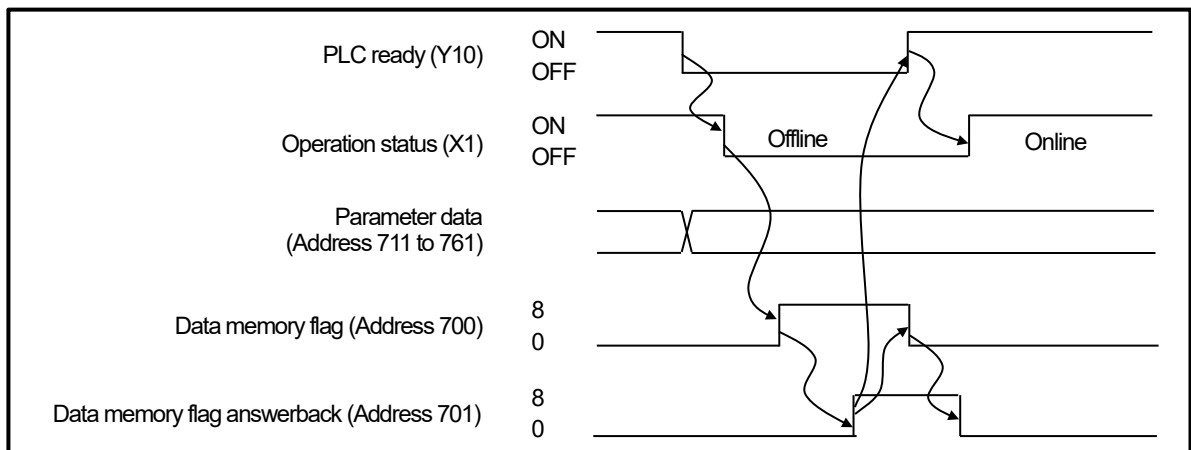 PLC ready (Y10)
ON
OFF
Operation status (X1)
ON
OFF
Offline
Online
Parameter data
(Address 711 to 761)
Data memory flag (Address 700)
8
0
Data memory flag answerback (Address 701)
8
0